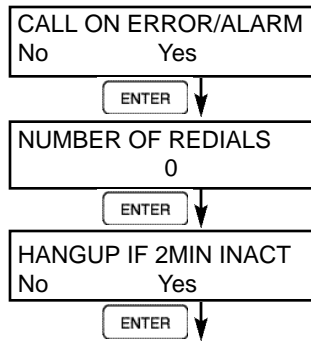 CALL ON ERROR/ALARM
No Yes
ENTER
NUMBER OF REDIALS
0
ENTER
HANGUP IF 2MIN INACT
No Yes
ENTER